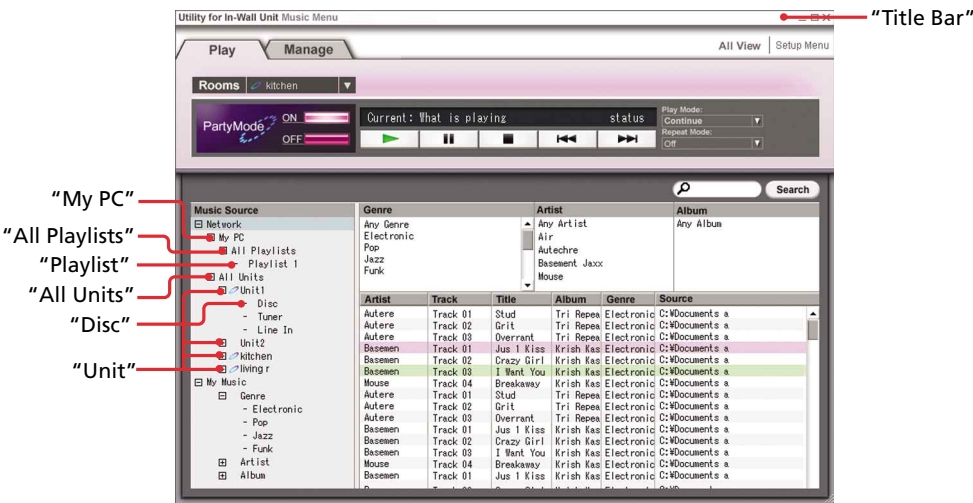 Utility for In-Wall Unit Music Menu
"Title Bar"
Play
Manage
All View
Setup Menu
Rooms
kitchen
PartyMode
ON
OFF
Current: What is playing
status
Play Mode:
Continue
Repeat Mode:
Off
Search
"My PC"
"All Playlists"
"Playlist"
"All Units"
"Disc"
"Unit"
Music Source
Network
My PC
All Playlists
- Playlist 1
All Units
Unit1
- Disc
- Tuner
- Line In
Unit2
kitchen
living r
My Music
Genre
- Electronic
- Pop
- Jazz
- Funk
Artist
Album
Genre
Any Genre
Electronic
Pop
Jazz
Funk
Artist
Any Artist
Air
Autechre
Basement Jaxx
Mouse
Album
Any Album
Artist Track Title Album Genre Source
Autere Track 01 Stud Tri Repea Electronic C:¥Documents a
Autere Track 02 Grit Tri Repea Electronic C:¥Documents a
Autere Track 03 Overrant Tri Repea Electronic C:¥Documents a
Basemen Track 01 Jus 1 Kiss Krish Kas Electronic C:¥Documents a
Basemen Track 02 Crazy Girl Krish Kas Electronic C:¥Documents a
Basemen Track 03 I Want You Krish Kas Electronic C:¥Documents a
Mouse Track 04 Breakaway Krish Kas Electronic C:¥Documents a
Autere Track 01 Stud Tri Repea Electronic C:¥Documents a
Autere Track 02 Grit Tri Repea Electronic C:¥Documents a
Autere Track 03 Overrant Tri Repea Electronic C:¥Documents a
Basemen Track 01 Jus 1 Kiss Krish Kas Electronic C:¥Documents a
Basemen Track 02 Crazy Girl Krish Kas Electronic C:¥Documents a
Basemen Track 03 I Want You Krish Kas Electronic C:¥Documents a
Mouse Track 04 Breakaway Krish Kas Electronic C:¥Documents a
Basemen Track 01 Jus 1 Kiss Krish Kas Electronic C:¥Documents a